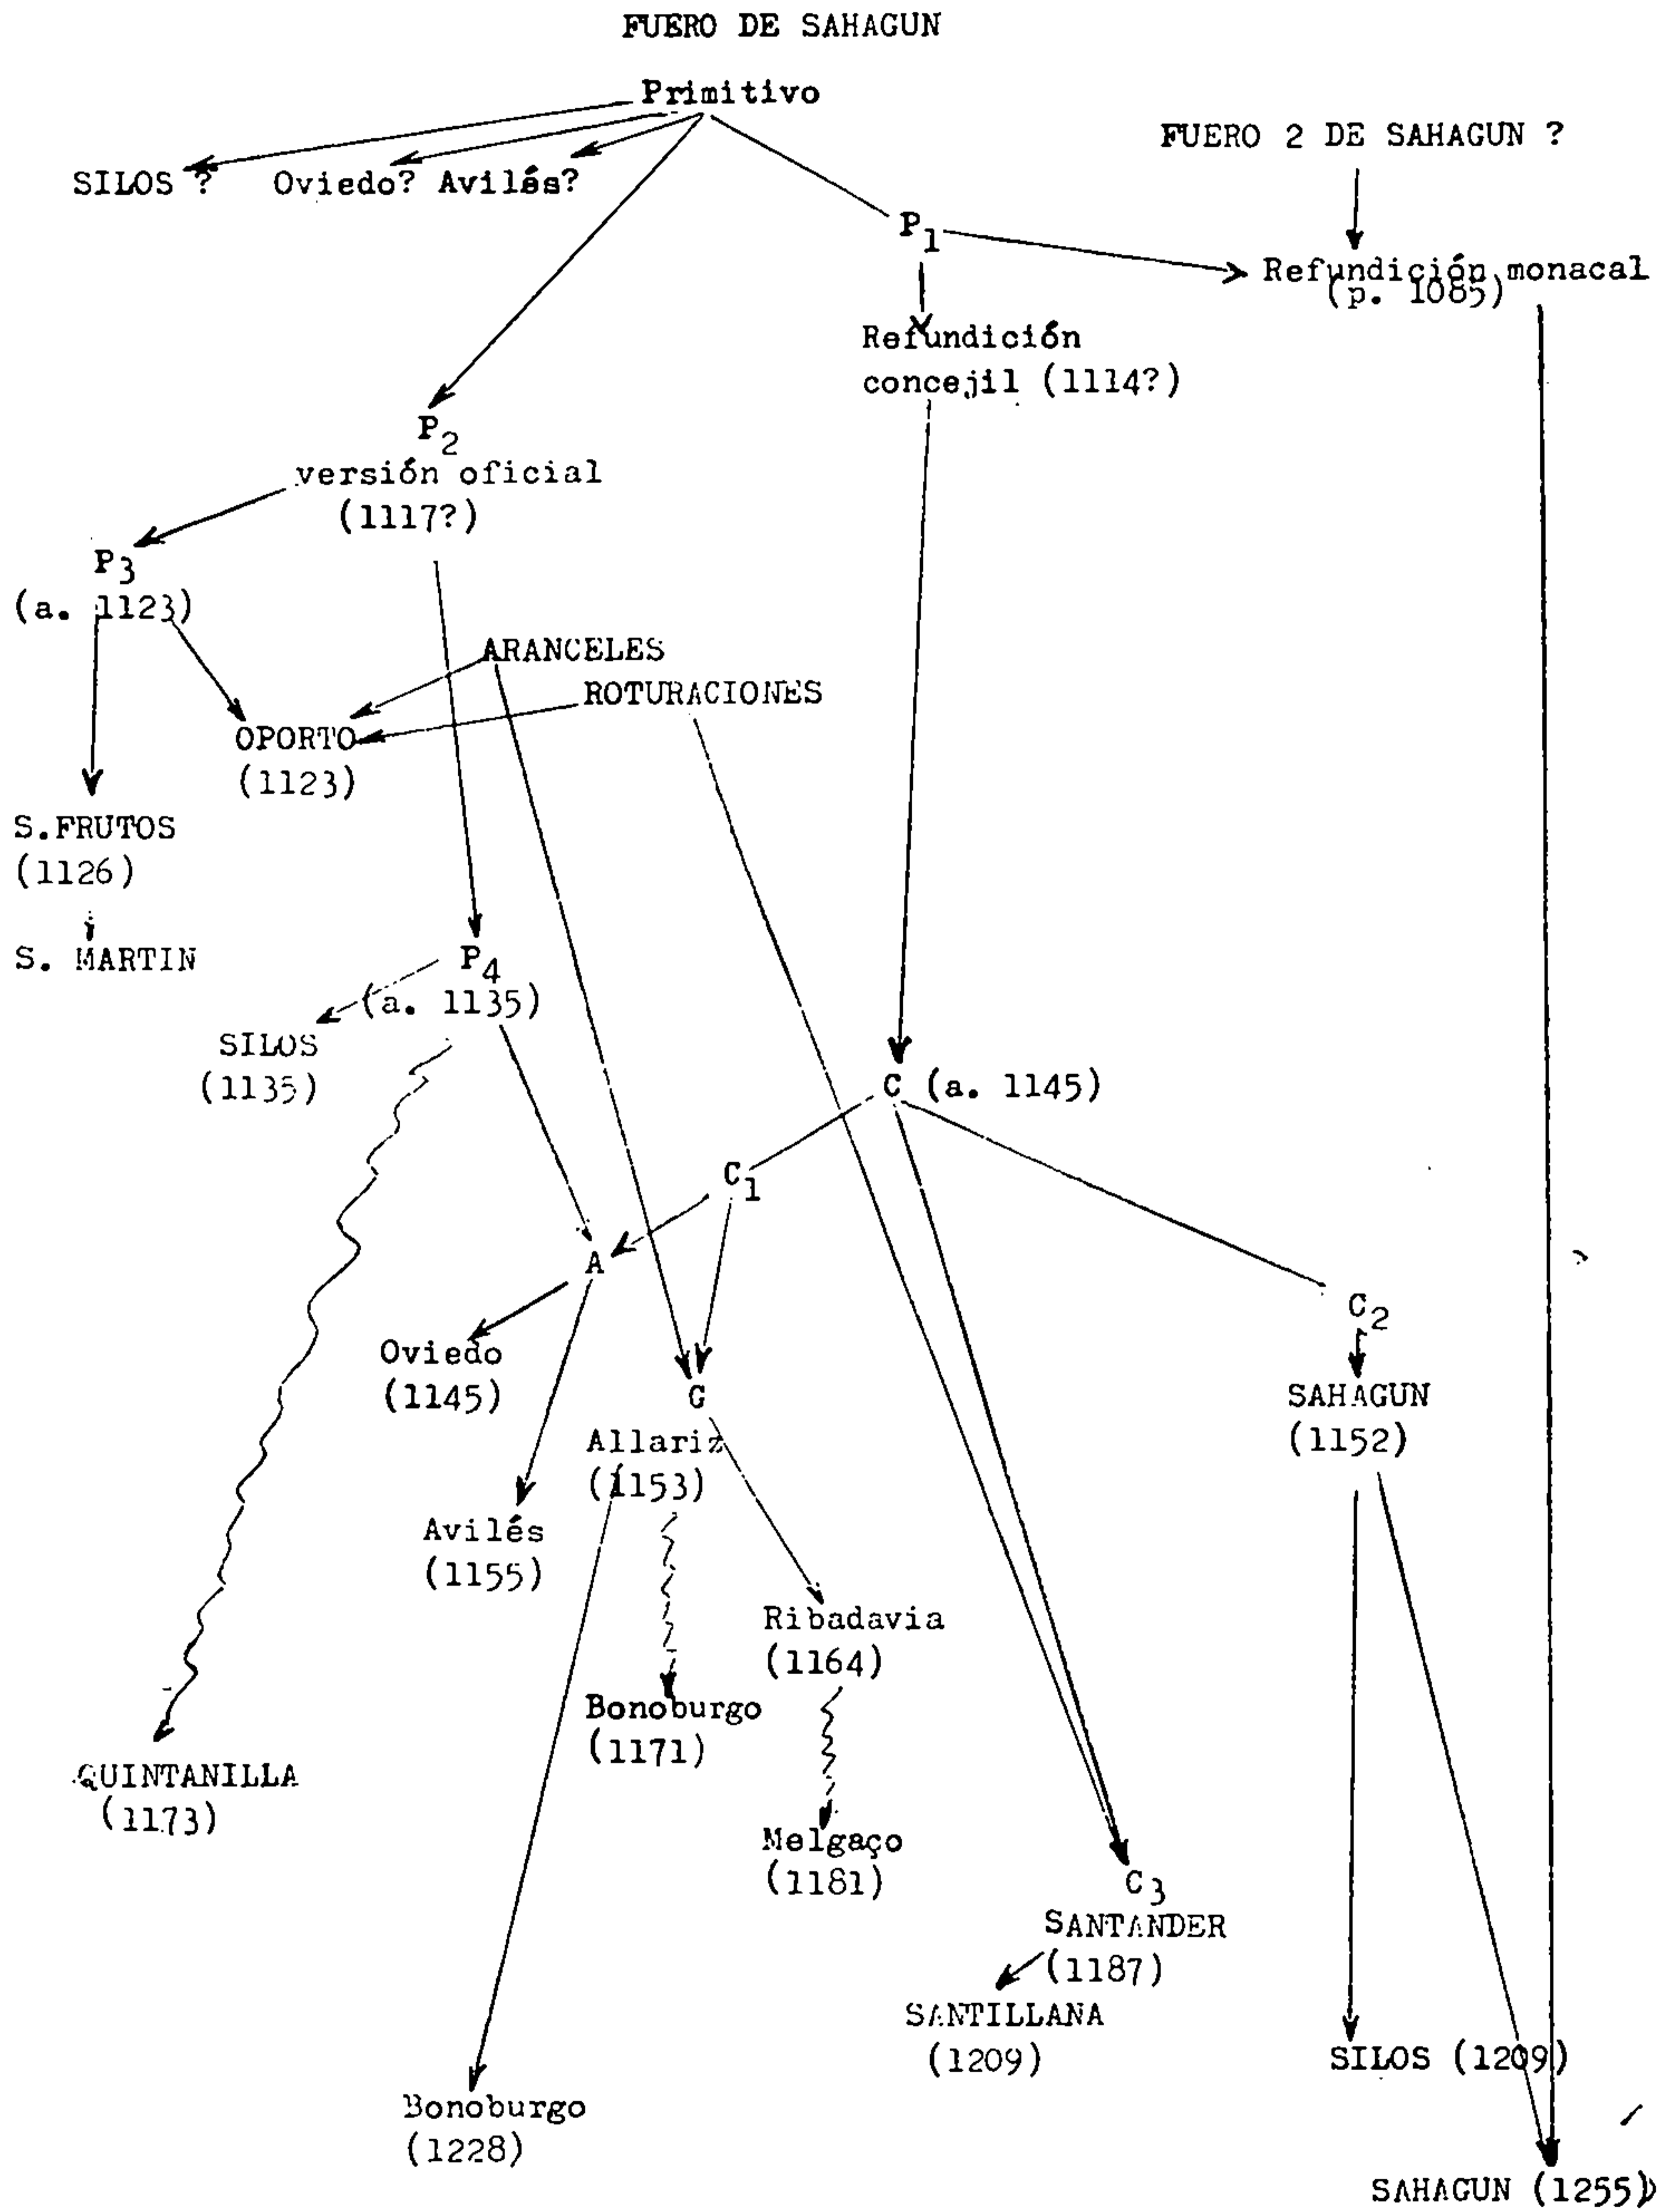 FUERO DE SAHAGUN
Primitivo
FUERO 2 DE SAHAGUN ?
SILOS ? Oviedo? Avilés?
P1
Refundición monacal
(p. 1085)
Refundición
concejil (1114?)
P2
versión oficial
(1117?)
P3
(a. 1123)
ARANCELES
ROTURACIONES
OPORTO
(1123)
S.FRUTOS
(1126)
S. MARTIN
P4
(a. 1135)
SILOS
(1135)
C (a. 1145)
C1
A
C2
Oviedo
(1145)
G
SAHAGUN
(1152)
Allariz
(1153)
Avilés
(1155)
Ribadavia
(1164)
Bonoburgo
(1171)
QUINTANILLA
(1173)
Melgaço
(1181)
C3
SANTANDER
(1187)
SANTILLANA
(1209)
SILOS (1209)
Bonoburgo
(1228)
SAHAGUN (1255)